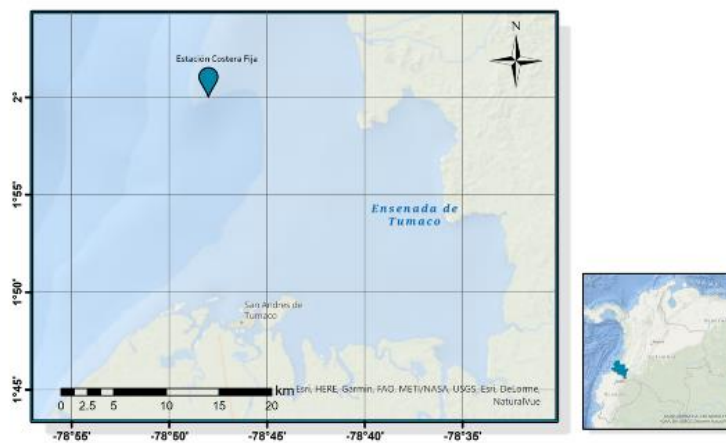 N
Estación Costera Fija
2°
1°55'
Ensenada de
Tumaco
1°50'
San Andres de
Tumaco
1°45'
km
Esri, HERE, Garmin, FAO, METI/NASA, USGS, Esri, DeLorme,
NaturalVue
0 2.5 5 10 15 20
-78°55' -78°50' -78°45' -78°40' -78°35'